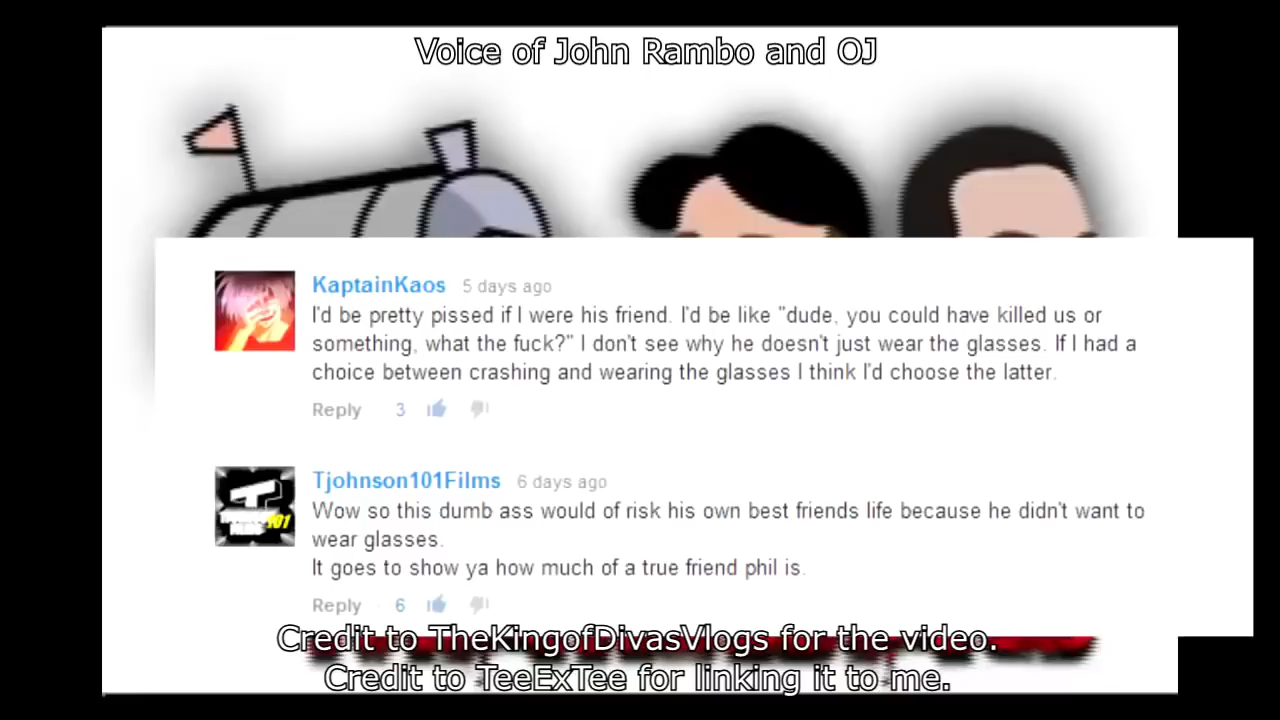 Voice of John Rambo and OJ
KaptainKaos 5 days ago
I'd be pretty pissed if I were his friend. I'd be like "dude, you could have killed us or
something, what the fuck?" I don't see why he doesn't just wear the glasses. If I had a
choice between crashing and wearing the glasses I think I'd choose the latter.
Reply 3
Tjohnson101Films 6 days ago
Wow so this dumb ass would of risk his own best friends life because he didn't want to
wear glasses.
It goes to show ya how much of a true friend phil is.
Reply · 6
Credit to TheKingofDivasVlogs for the video.
Credit to TeeExTee for linking it to me.